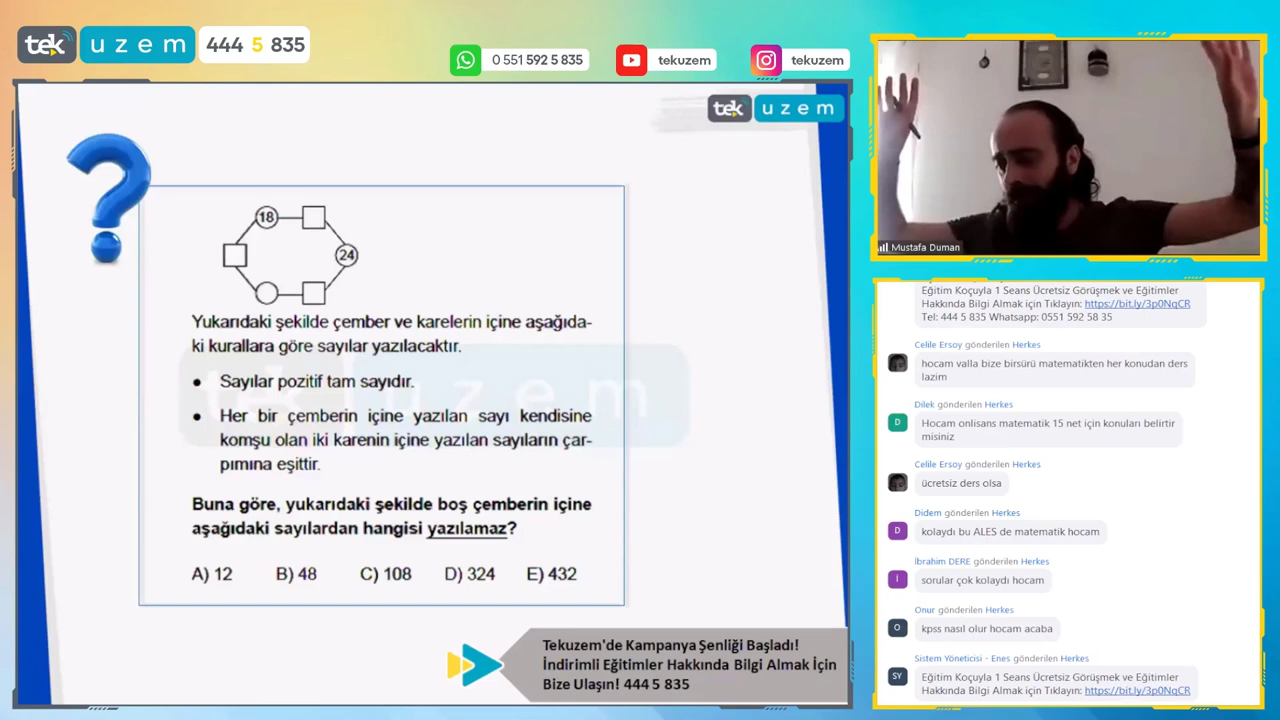 tek uzem 444 5 835
0 551 592 5 835
tekuzem
tekuzem
tek uzem
18
24
Yukarıdaki şekilde çember ve karelerin içine aşağıda-
ki kurallara göre sayılar yazılacaktır.
• Sayılar pozitif tam sayıdır.
• Her bir çemberin içine yazılan sayı kendisine
komşu olan iki karenin içine yazılan sayıların çar-
pımına eşittir.
Buna göre, yukarıdaki şekilde boş çemberin içine
aşağıdaki sayılardan hangisi yazılamaz?
A) 12 B) 48 C) 108 D) 324 E) 432
tek uzem
Tekuzem'de Kampanya Şenliği Başladı!
İndirimli Eğitimler Hakkında Bilgi Almak İçin
Bize Ulaşın! 444 5 835
Mustafa Duman
Eğitim Koçuyla 1 Seans Ücretsiz Görüşmek ve Eğitimler
Hakkında Bilgi Almak için Tıklayın: https://bit.ly/3p0NqCR
Tel: 444 5 835 Whatsapp: 0551 592 58 35
Celile Ersoy gönderilen Herkes
hocam valla bize birsürü matematikten her konudan ders
lazim
Dilek gönderilen Herkes
D
Hocam onlisans matematik 15 net için konuları belirtir
misiniz
Celile Ersoy gönderilen Herkes
ücretsiz ders olsa
Didem gönderilen Herkes
D
kolaydı bu ALES de matematik hocam
İbrahim DERE gönderilen Herkes
İ
sorular çok kolaydı hocam
Onur gönderilen Herkes
O
kpss nasıl olur hocam acaba
Sistem Yöneticisi - Enes gönderilen Herkes
SY
Eğitim Koçuyla 1 Seans Ücretsiz Görüşmek ve Eğitimler
Hakkında Bilgi Almak için Tıklayın: https://bit.ly/3p0NqCR